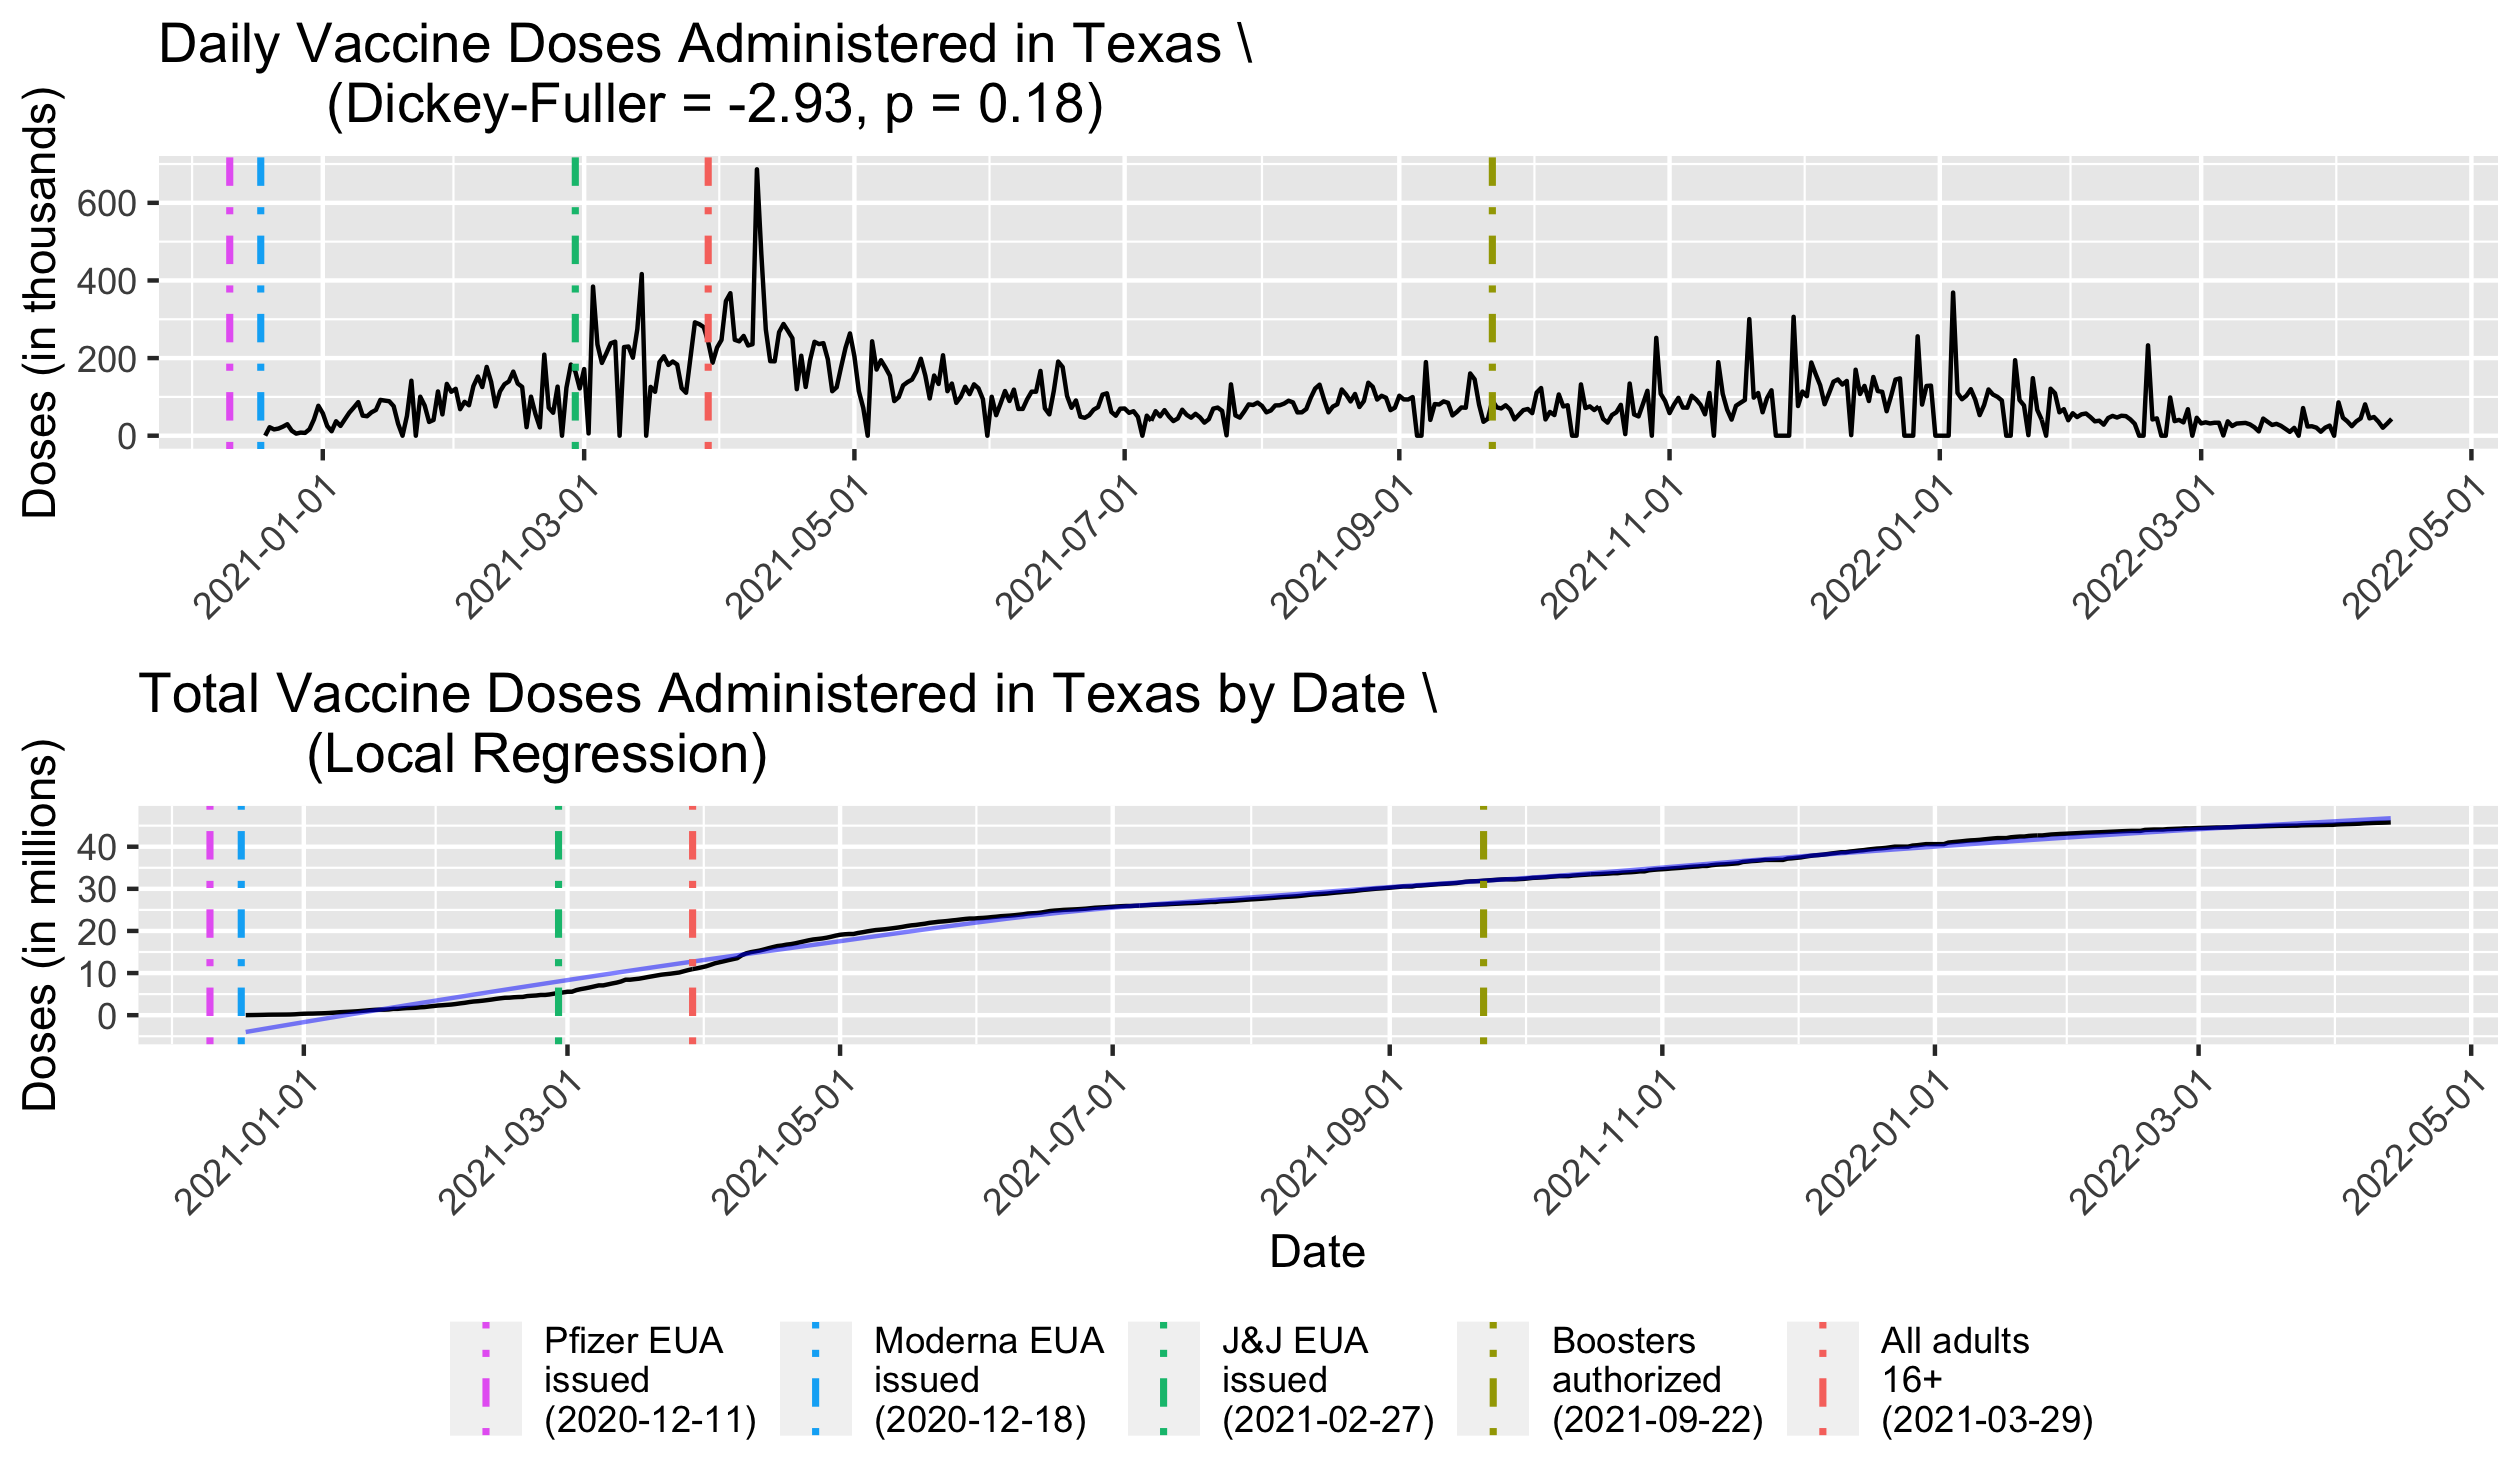 Daily Vaccine Doses Administered in Texas \
(Dickey-Fuller = -2.93, p = 0.18)
Doses (in thousands)
600
400
200
0
2021-01-01
2021-03-01
2021-05-01
2021-07-01
2021-09-01
2021-11-01
2022-01-01
2022-03-01
2022-05-01
Total Vaccine Doses Administered in Texas by Date \
(Local Regression)
Doses (in millions)
40
30
20
10
0
2021-01-01
2021-03-01
2021-05-01
2021-07-01
2021-09-01
2021-11-01
2022-01-01
2022-03-01
2022-05-01
Date
Pfizer EUA
issued
(2020-12-11)
Moderna EUA
issued
(2020-12-18)
J&J EUA
issued
(2021-02-27)
Boosters
authorized
(2021-09-22)
All adults
16+
(2021-03-29)